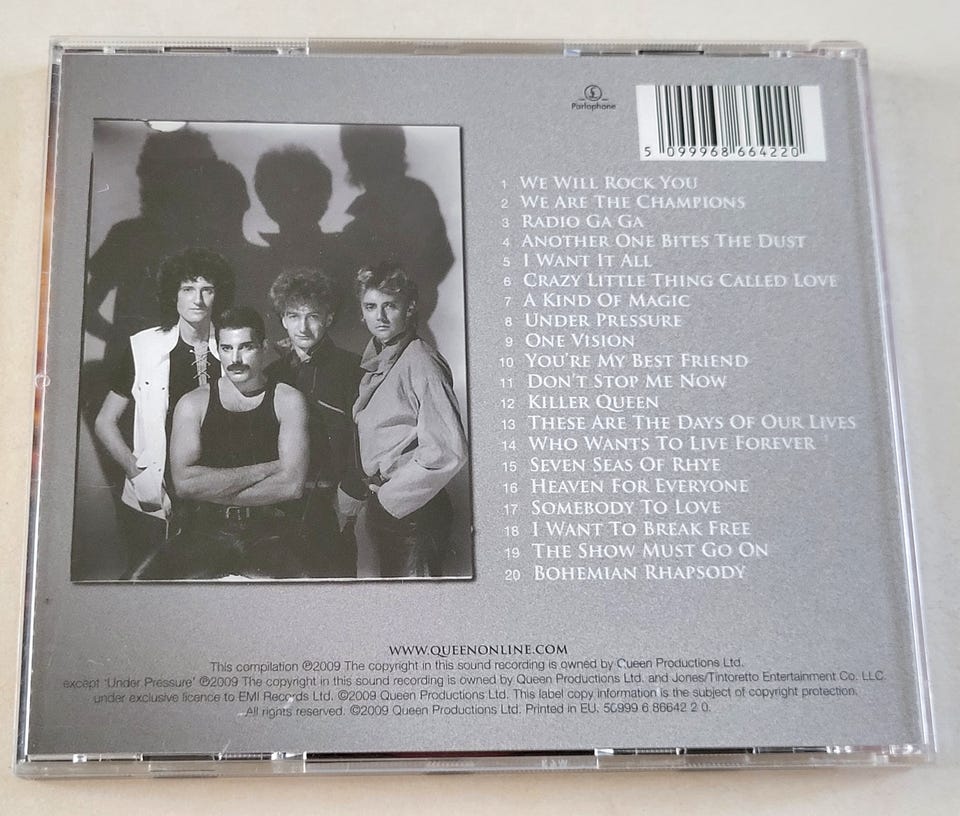 Parlophone
5 099968 664220
1 WE WILL ROCK YOU
2 WE ARE THE CHAMPIONS
3 RADIO GA GA
4 ANOTHER ONE BITES THE DUST
5 I WANT IT ALL
6 CRAZY LITTLE THING CALLED LOVE
7 A KIND OF MAGIC
8 UNDER PRESSURE
9 ONE VISION
10 YOU'RE MY BEST FRIEND
11 DON'T STOP ME NOW
12 KILLER QUEEN
13 THESE ARE THE DAYS OF OUR LIVES
14 WHO WANTS TO LIVE FOREVER
15 SEVEN SEAS OF RHYE
16 HEAVEN FOR EVERYONE
17 SOMEBODY TO LOVE
18 I WANT TO BREAK FREE
19 THE SHOW MUST GO ON
20 BOHEMIAN RHAPSODY
WWW.QUEENONLINE.COM
This compilation ℗2009 The copyright in this sound recording is owned by Queen Productions Ltd.
except 'Under Pressure' ℗2009 The copyright in this sound recording is owned by Queen Productions Ltd. and Jones/Tintoretto Entertainment Co. LLC.
under exclusive licence to EMI Records Ltd. ©2009 Queen Productions Ltd. This label copy information is the subject of copyright protection.
All rights reserved. ©2009 Queen Productions Ltd. Printed in EU. 50999 6 86642 2 0.